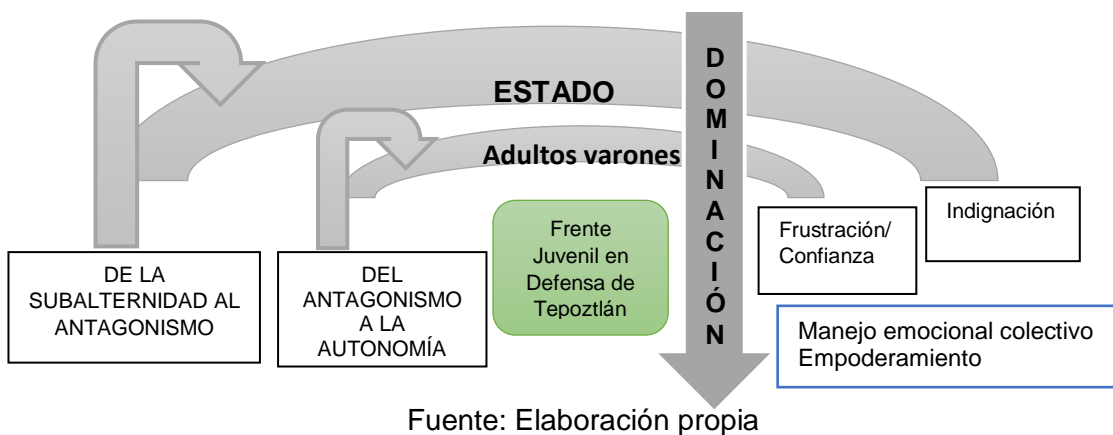 DOMINACIÓN
ESTADO
Adultos varones
Indignación
Frustración/
Confianza
Frente
Juvenil en
Defensa de
Tepoztlán
DE LA
SUBALTERNIDAD AL
ANTAGONISMO
DEL
ANTAGONISMO
A LA
AUTONOMÍA
Manejo emocional colectivo
Empoderamiento
Fuente: Elaboración propia